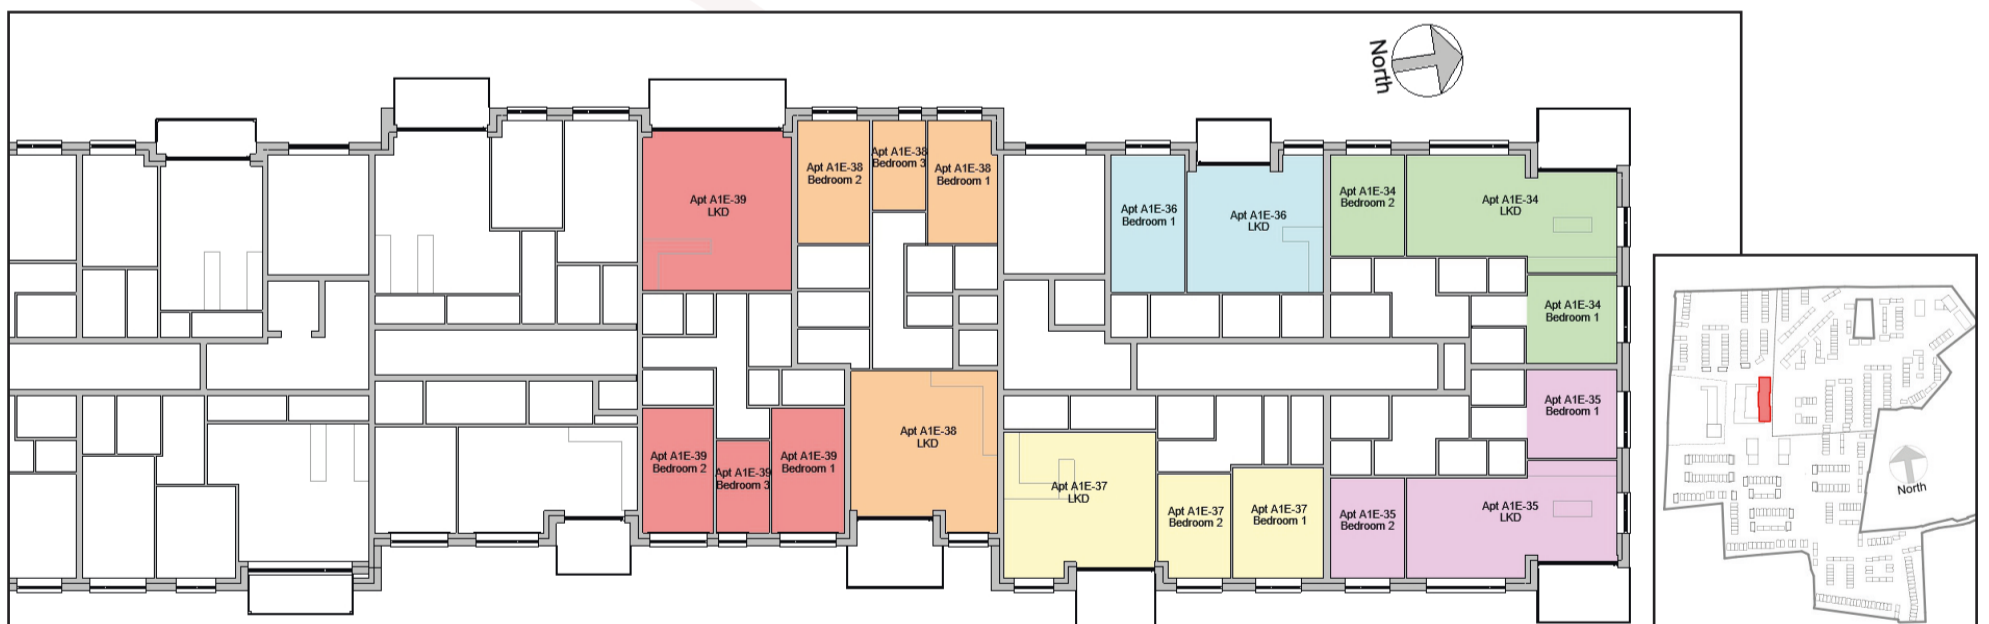 North
Apt A1E-39
LKD
Apt A1E-38
Bedroom 2
Apt A1E-38
Bedroom 3
Apt A1E-38
Bedroom 1
Apt A1E-36
Bedroom 1
Apt A1E-36
LKD
Apt A1E-34
Bedroom 2
Apt A1E-34
LKD
Apt A1E-34
Bedroom 1
Apt A1E-35
Bedroom 1
Apt A1E-39
Bedroom 2
Apt A1E-39
Bedroom 3
Apt A1E-39
Bedroom 1
Apt A1E-38
LKD
Apt A1E-37
LKD
Apt A1E-37
Bedroom 2
Apt A1E-37
Bedroom 1
Apt A1E-35
Bedroom 2
Apt A1E-35
LKD
North